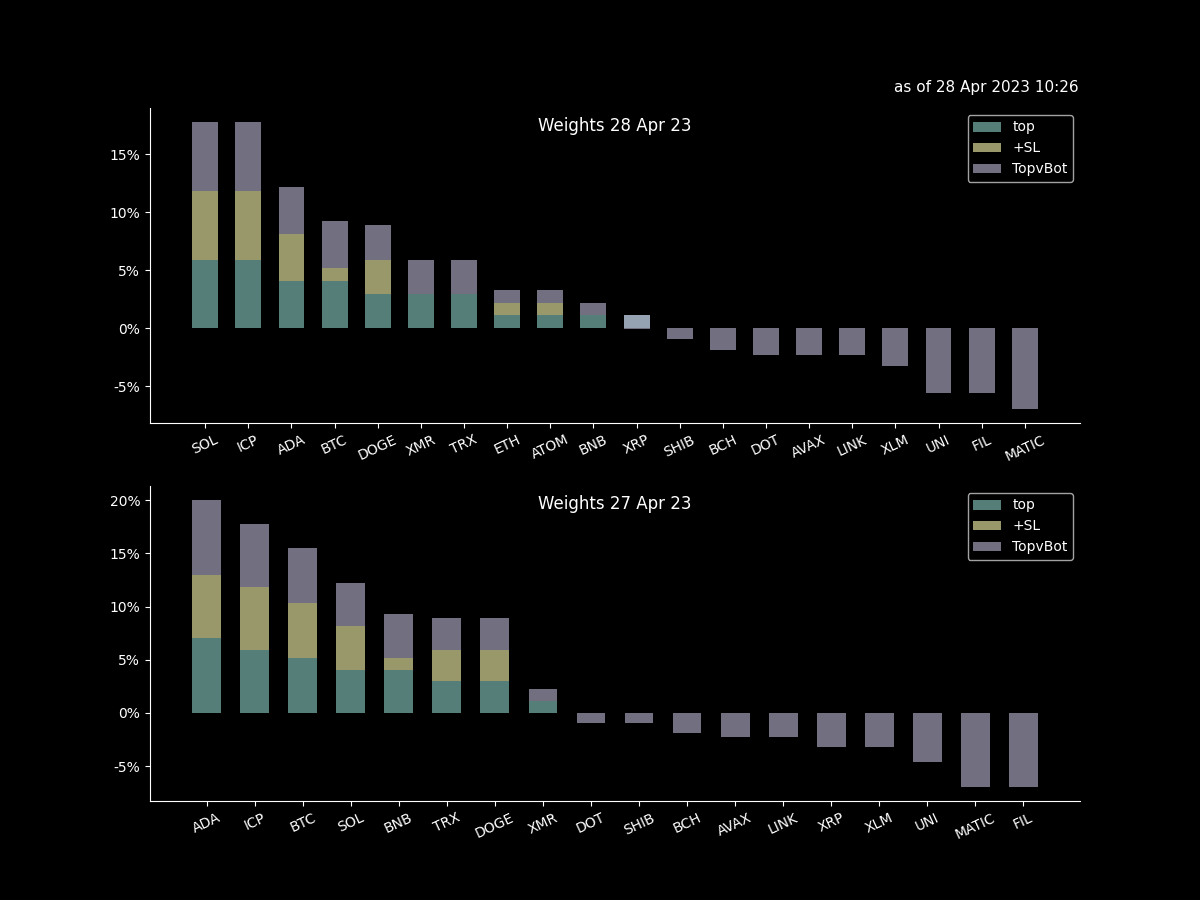 as of 28 Apr 2023 10:26
Weights 28 Apr 23
top
+SL
TopvBot
15%
10%
5%
0%
-5%
SOL ICP ADA BTC DOGE XMR TRX ETH ATOM BNB XRP SHIB BCH DOT AVAX LINK XLM UNI FIL MATIC
Weights 27 Apr 23
top
+SL
TopvBot
20%
15%
10%
5%
0%
-5%
ADA ICP BTC SOL BNB TRX DOGE XMR DOT SHIB BCH AVAX LINK XRP XLM UNI MATIC FIL